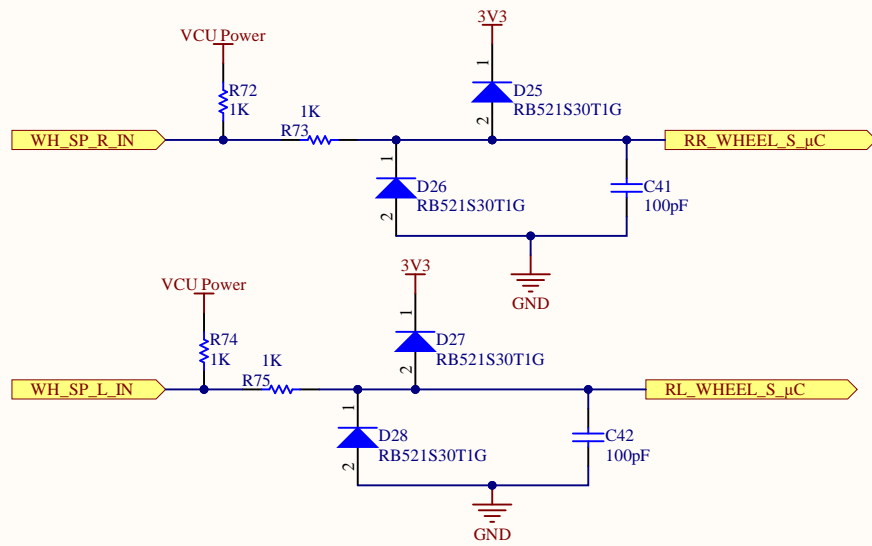 VCU Power
3V3
R72
1K
1
D25
RB521S30T1G
2
1K
R73
WH_SP_R_IN
RR_WHEEL_S_µC
1
D26
RB521S30T1G
2
C41
100pF
GND
VCU Power
3V3
R74
1K
1
D27
RB521S30T1G
2
1K
R75
WH_SP_L_IN
RL_WHEEL_S_µC
1
D28
RB521S30T1G
2
C42
100pF
GND